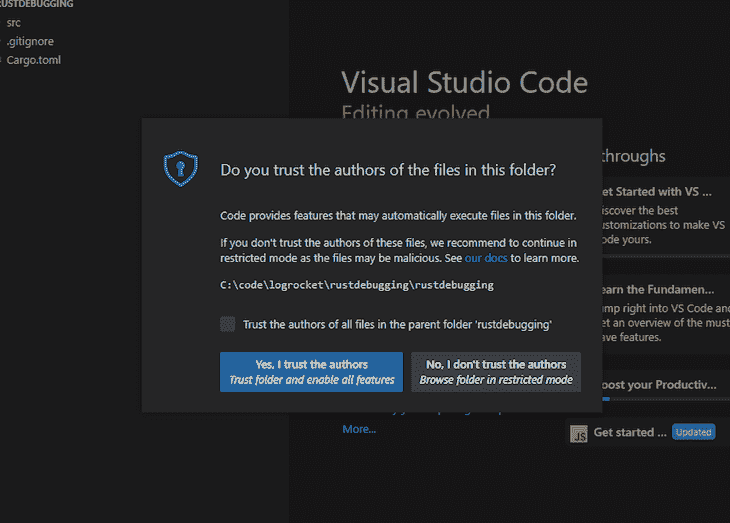 RUSTDEBUGGING
src
.gitignore
Cargo.toml
Visual Studio Code
Editing evolved
Do you trust the authors of the files in this folder?
Code provides features that may automatically execute files in this folder.
If you don't trust the authors of these files, we recommend to continue in
restricted mode as the files may be malicious. See our docs to learn more.
C:\code\logrocket\rustdebugging\rustdebugging
Trust the authors of all files in the parent folder 'rustdebugging'
Yes, I trust the authors
Trust folder and enable all features
No, I don't trust the authors
Browse folder in restricted mode
throughs
et Started with VS ...
iscover the best
ustomizations to make VS
ode yours.
earn the Fundamen...
ump right into VS Code and
et an overview of the must
ave features.
oost your Productiv...
More...
Get started ... Updated
JS